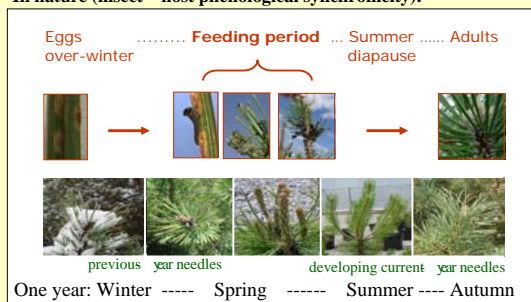 In nature (insect – host phenological synchronicity):
Eggs ......... Feeding period ... Summer ...... Adults
over-winter diapause
previous- year needles developing current- year needles
One year: Winter ----- Spring ------ Summer ---- Autumn